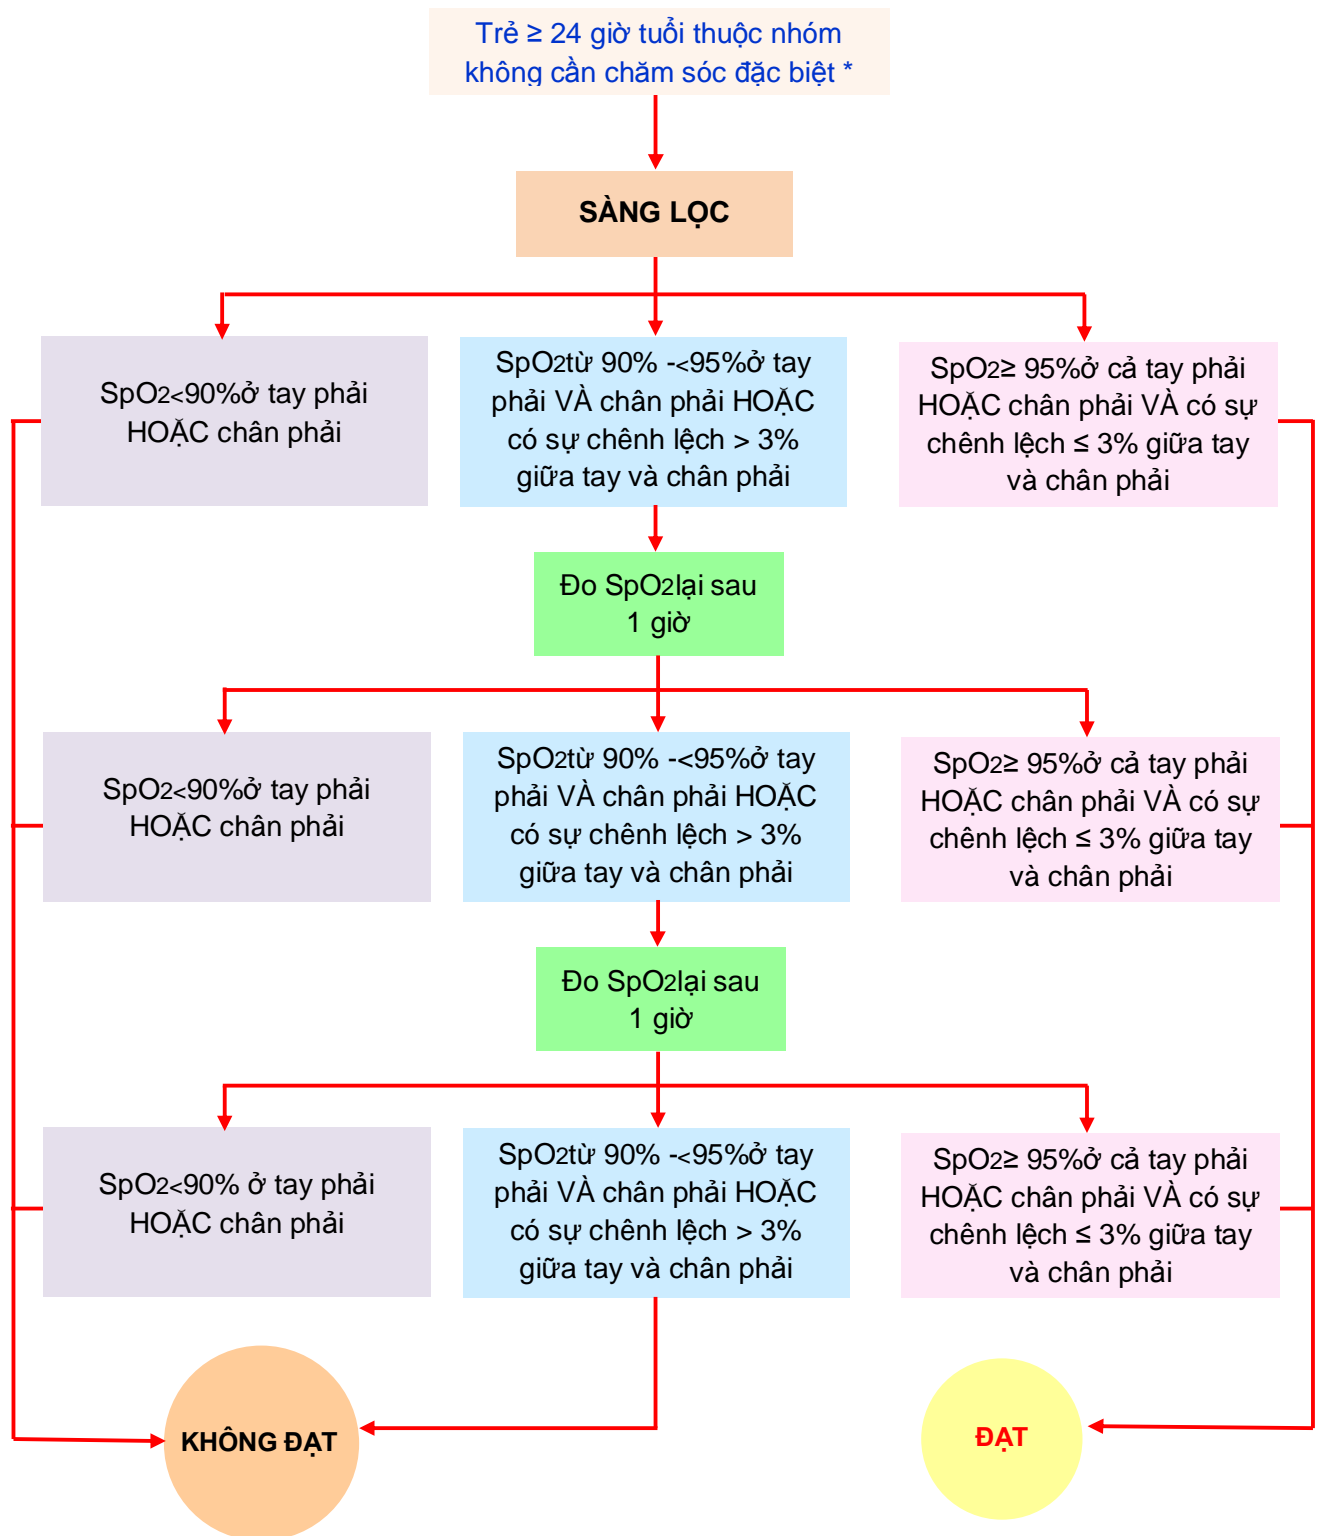 Trẻ ≥ 24 giờ tuổi thuộc nhóm
không cần chăm sóc đặc biệt *
SÀNG LỌC
SpO2<90%ở tay phải
HOẶC chân phải
SpO2từ 90% -<95%ở tay
phải VÀ chân phải HOẶC
có sự chênh lệch > 3%
giữa tay và chân phải
SpO2≥ 95%ở cả tay phải
HOẶC chân phải VÀ có sự
chênh lệch ≤ 3% giữa tay
và chân phải
Đo SpO2lại sau
1 giờ
SpO2<90%ở tay phải
HOẶC chân phải
SpO2từ 90% -<95%ở tay
phải VÀ chân phải HOẶC
có sự chênh lệch > 3%
giữa tay và chân phải
SpO2≥ 95%ở cả tay phải
HOẶC chân phải VÀ có sự
chênh lệch ≤ 3% giữa tay
và chân phải
Đo SpO2lại sau
1 giờ
SpO2<90% ở tay phải
HOẶC chân phải
SpO2từ 90% -<95%ở tay
phải VÀ chân phải HOẶC
có sự chênh lệch > 3%
giữa tay và chân phải
SpO2≥ 95%ở cả tay phải
HOẶC chân phải VÀ có sự
chênh lệch ≤ 3% giữa tay
và chân phải
KHÔNG ĐẠT
ĐẠT